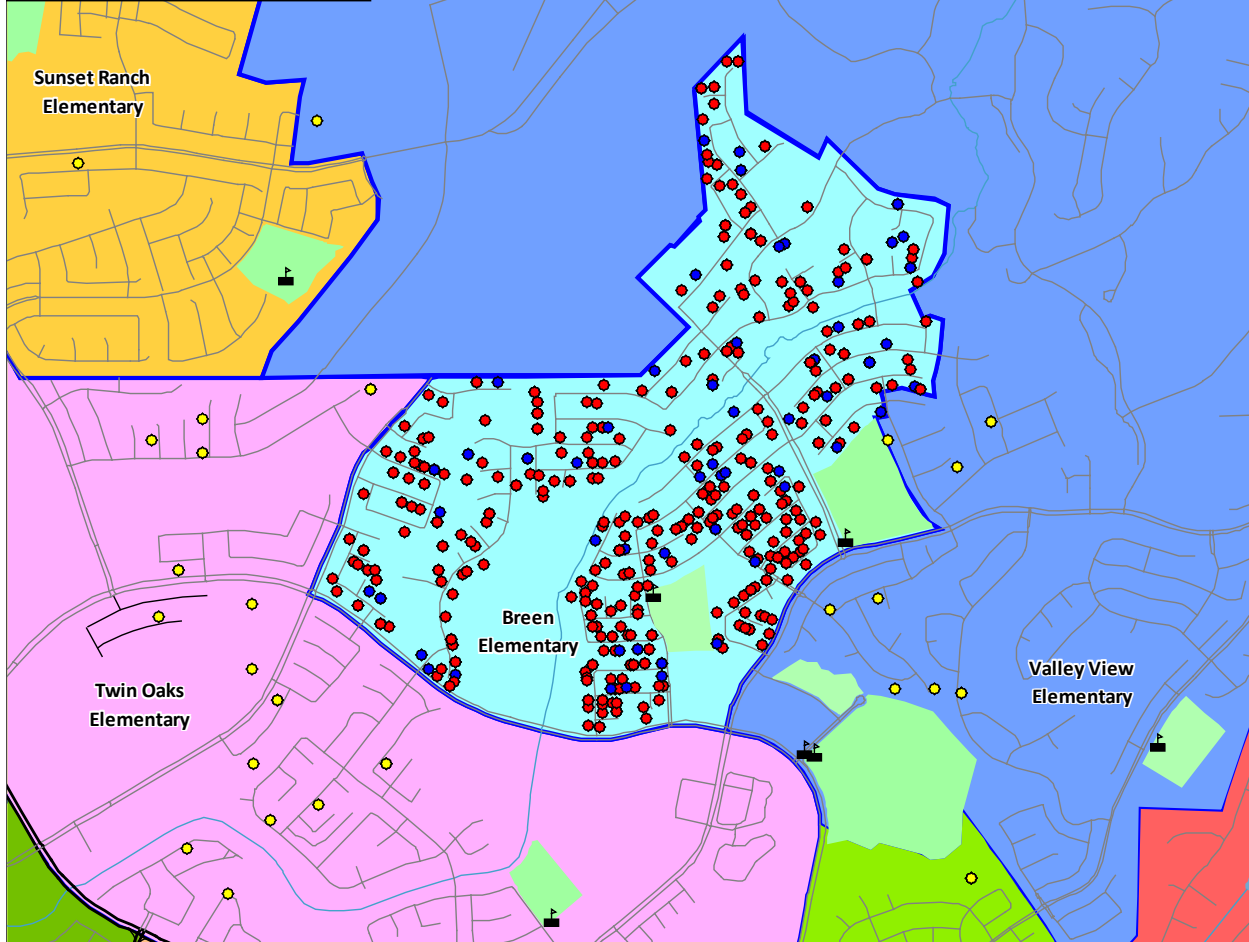 Sunset Ranch
Elementary
Breen
Elementary
Twin Oaks
Elementary
Valley View
Elementary